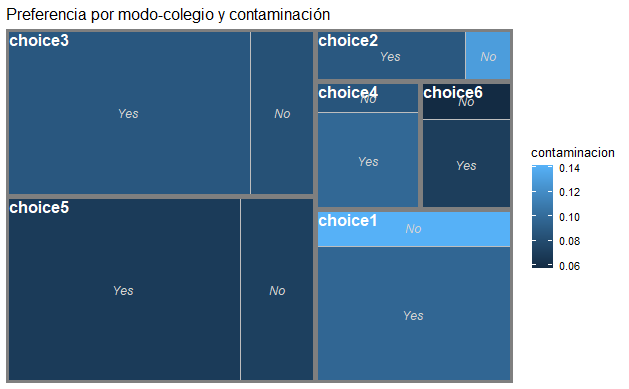 Preferencia por modo-colegio y contaminación
choice3
Yes
No
choice2
Yes
No
choice4
No
Yes
choice6
No
Yes
choice5
Yes
No
choice1
No
Yes
contaminacion
0.14
0.12
0.10
0.08
0.06